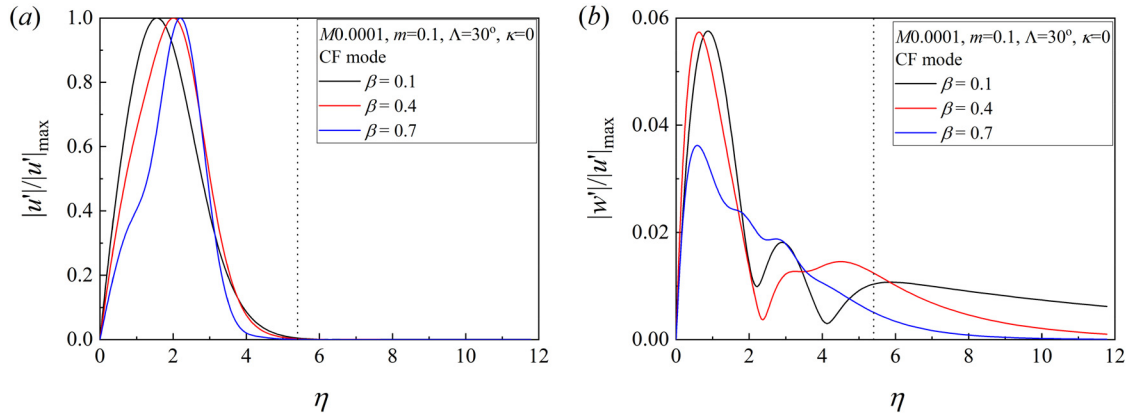 (a)
M0.0001, m=0.1, Λ=30°, κ=0
CF mode
β = 0.1
β = 0.4
β = 0.7
|u'|/|u'|max
1.0
0.8
0.6
0.4
0.2
0.0
0 2 4 6 8 10 12
η
(b)
M0.0001, m=0.1, Λ=30°, κ=0
CF mode
β = 0.1
β = 0.4
β = 0.7
|w'|/|u'|max
0.06
0.04
0.02
0.00
0 2 4 6 8 10 12
η